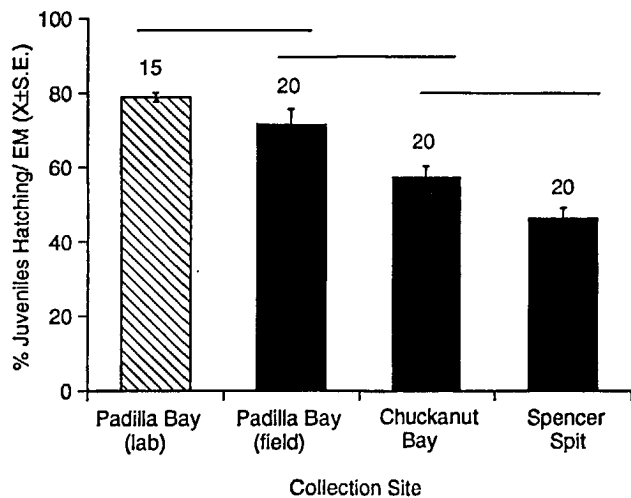 100
80
60
40
20
0
% Juveniles Hatching/ EM (X±S.E.)
15
20
20
20
Padilla Bay (lab)
Padilla Bay (field)
Chuckanut Bay
Spencer Spit
Collection Site